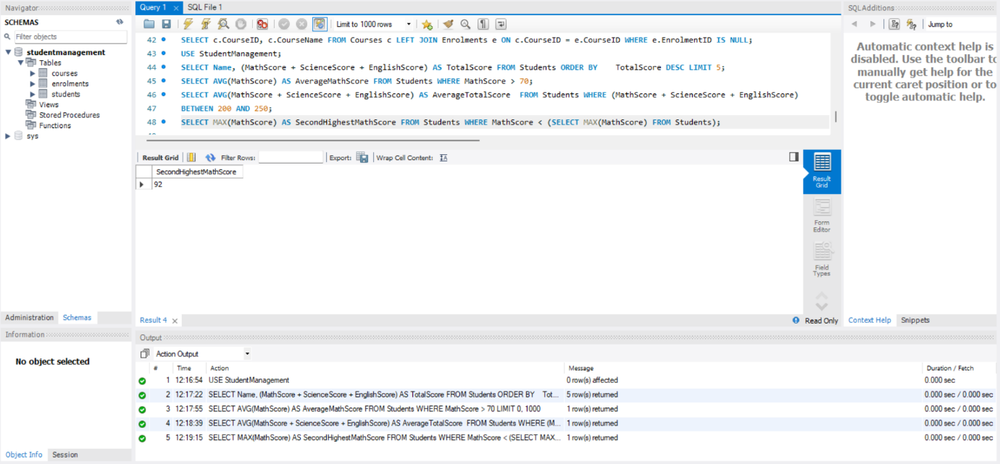 Navigator
SCHEMAS
Filter objects
studentmanagement
Tables
courses
enrolments
students
Views
Stored Procedures
Functions
sys
Administration Schemas
Information
No object selected
Object Info Session
Query 1 SQL File 1
Limit to 1000 rows
42 SELECT c.CourseID, c.CourseName FROM Courses c LEFT JOIN Enrolments e ON c.CourseID = e.CourseID WHERE e.EnrolmentID IS NULL;
43 USE StudentManagement;
44 SELECT Name, (MathScore + ScienceScore + EnglishScore) AS TotalScore FROM Students ORDER BY    TotalScore DESC LIMIT 5;
45 SELECT AVG(MathScore) AS AverageMathScore FROM Students WHERE MathScore > 70;
46 SELECT AVG(MathScore + ScienceScore + EnglishScore) AS AverageTotalScore  FROM Students WHERE (MathScore + ScienceScore + EnglishScore)
47 BETWEEN 200 AND 250;
48 SELECT MAX(MathScore) AS SecondHighestMathScore FROM Students WHERE MathScore < (SELECT MAX(MathScore) FROM Students);
Result Grid Filter Rows: Export: Wrap Cell Content:
SecondHighestMathScore
92
Result Grid
Form Editor
Field Types
Result 4 Read Only
Output
Action Output
# Time Action Message Duration / Fetch
1 12:16:54 USE StudentManagement 0 row(s) affected 0.000 sec
2 12:17:22 SELECT Name, (MathScore + ScienceScore + EnglishScore) AS TotalScore FROM Students ORDER BY    Tot... 5 row(s) returned 0.000 sec / 0.000 sec
3 12:17:55 SELECT AVG(MathScore) AS AverageMathScore FROM Students WHERE MathScore > 70 LIMIT 0, 1000 1 row(s) returned 0.000 sec / 0.000 sec
4 12:18:39 SELECT AVG(MathScore + ScienceScore + EnglishScore) AS AverageTotalScore  FROM Students WHERE (M... 1 row(s) returned 0.000 sec / 0.000 sec
5 12:19:15 SELECT MAX(MathScore) AS SecondHighestMathScore FROM Students WHERE MathScore < (SELECT MAX... 1 row(s) returned 0.000 sec / 0.000 sec
SQLAdditions
Jump to
Automatic context help is
disabled. Use the toolbar to
manually get help for the
current caret position or to
toggle automatic help.
Context Help Snippets